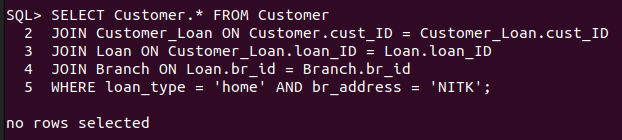 SQL> SELECT Customer.* FROM Customer
2 JOIN Customer_Loan ON Customer.cust_ID = Customer_Loan.cust_ID
3 JOIN Loan ON Customer_Loan.loan_ID = Loan.loan_ID
4 JOIN Branch ON Loan.br_id = Branch.br_id
5 WHERE loan_type = 'home' AND br_address = 'NITK';
no rows selected